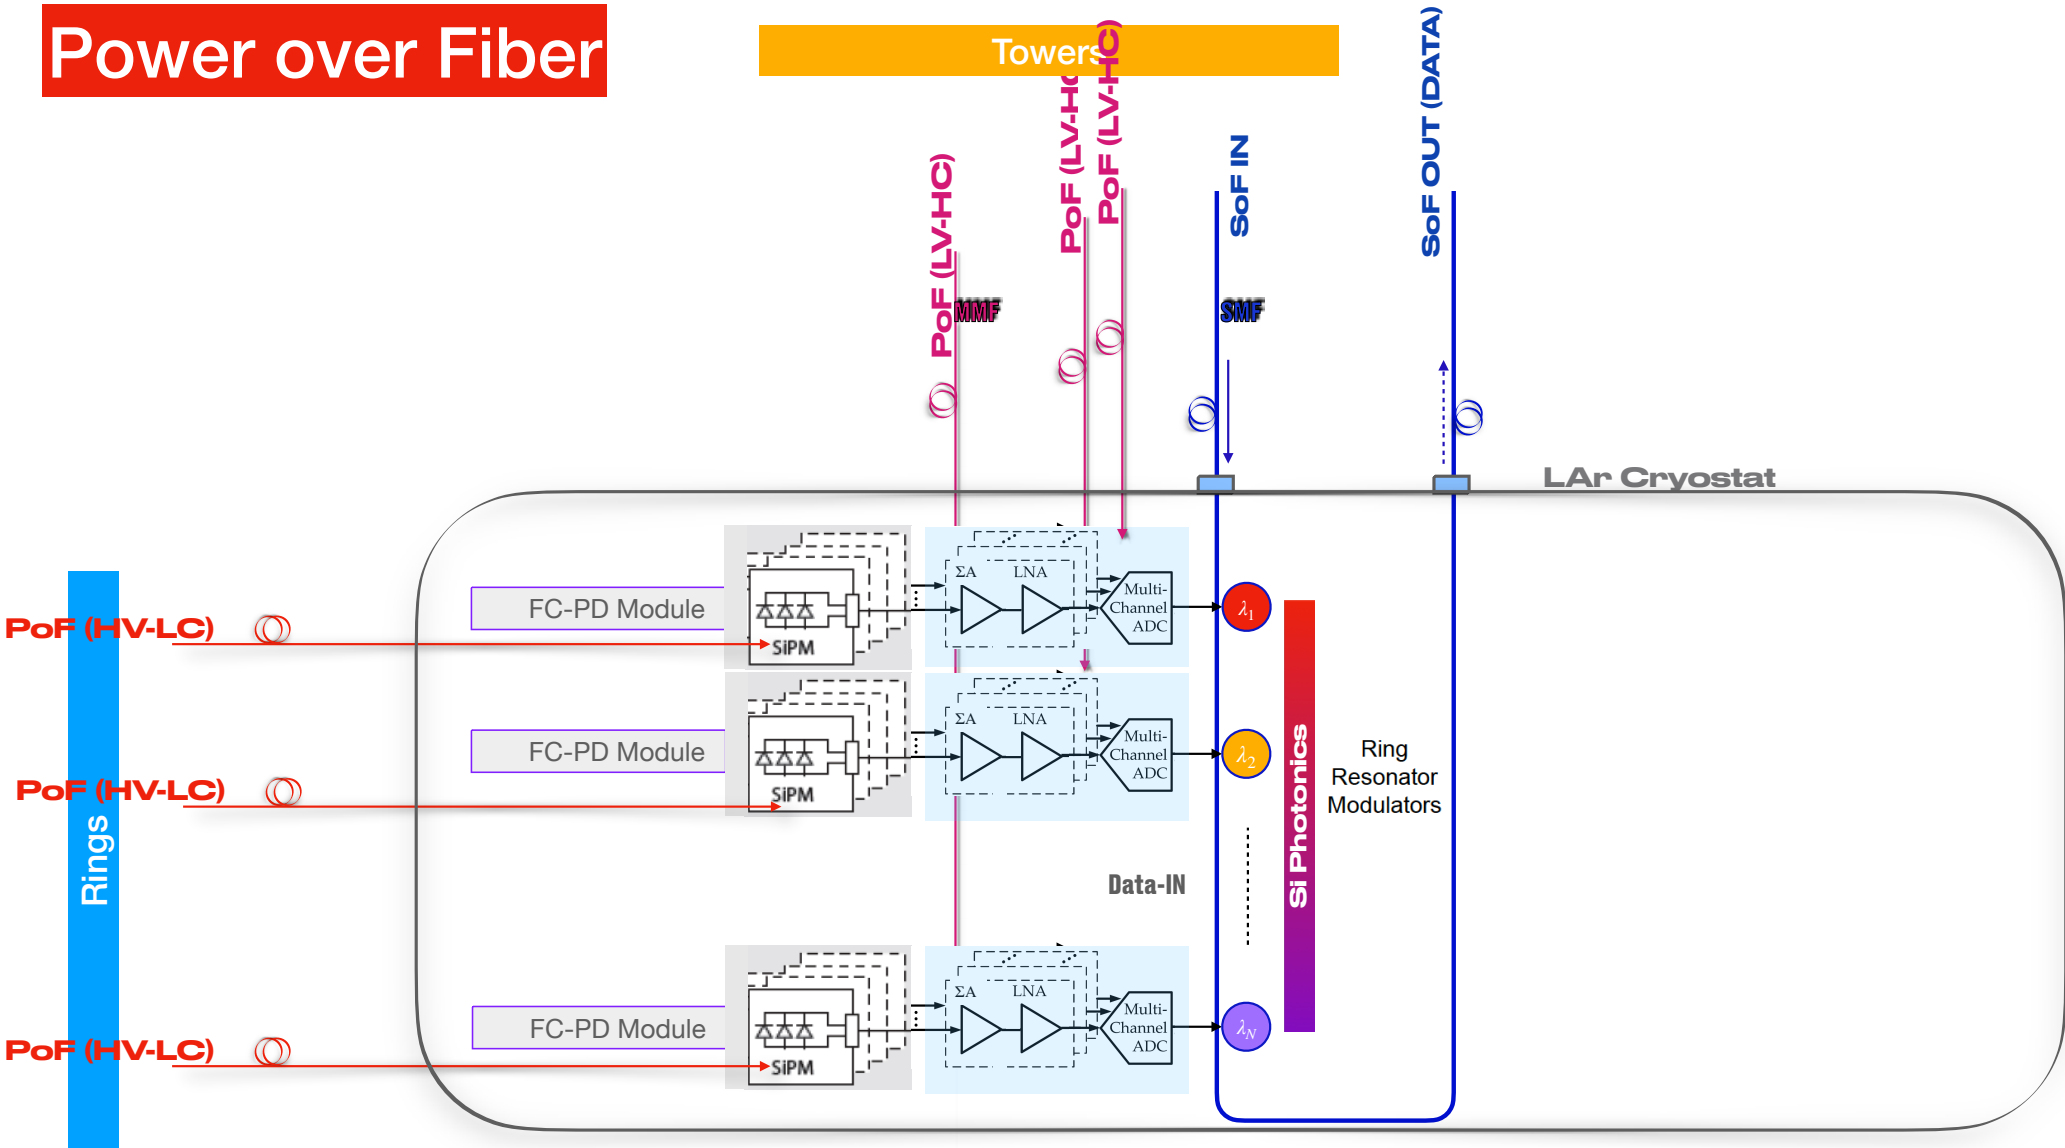 Power over Fiber
Towers
PoF (LV-HC)
PoF (LV-HC
PoF (LV-HC)
SoF IN
SoF OUT (DATA)
MMF
SMF
LAr Cryostat
Rings
PoF (HV-LC)
FC-PD Module
SiPM
ΣA
LNA
Multi-
Channel
ADC
λ1
PoF (HV-LC)
FC-PD Module
SiPM
ΣA
LNA
Multi-
Channel
ADC
λ2
Si Photonics
Ring
Resonator
Modulators
Data-IN
PoF (HV-LC)
FC-PD Module
SiPM
ΣA
LNA
Multi-
Channel
ADC
λN